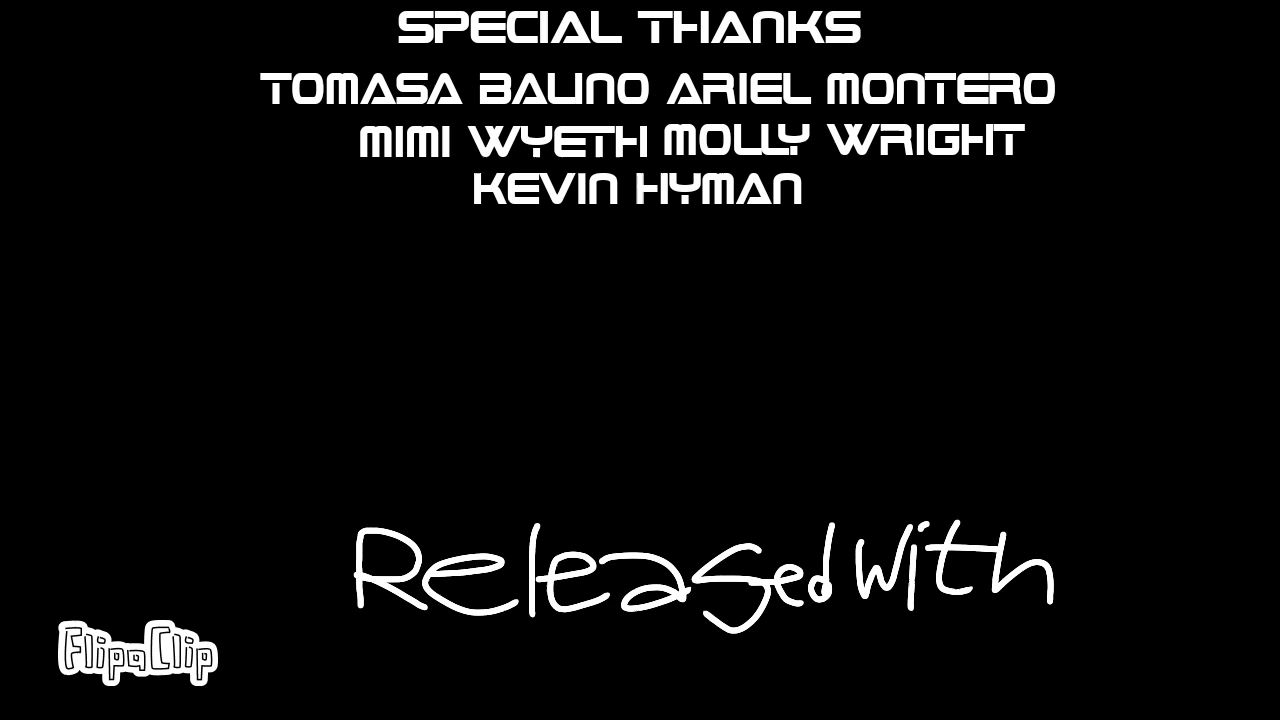 SPECIAL THANKS
TOMASA BALINO ARIEL MONTERO
MIMI WYETH MOLLY WRIGHT
KEVIN HYMAN
Released with
FlipaClip